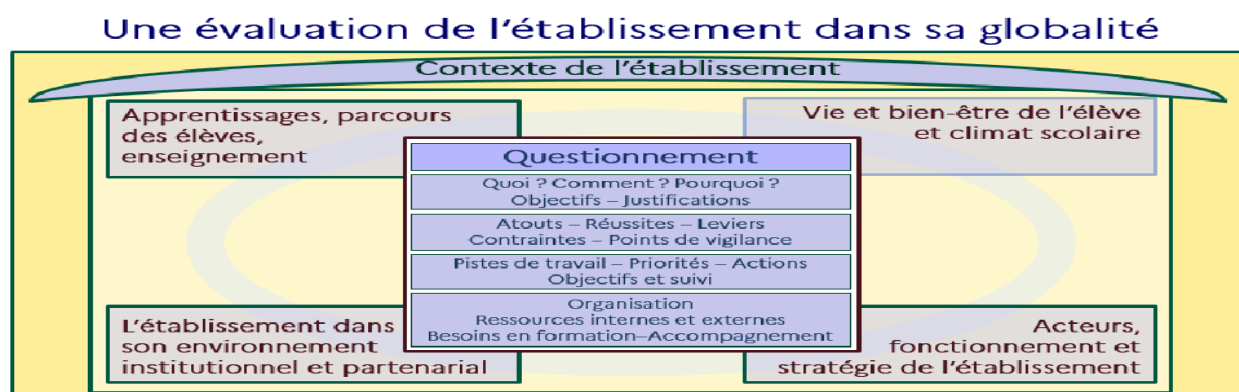 Une évaluation de l'établissement dans sa globalité
Contexte de l'établissement
Apprentissages, parcours
des élèves,
enseignement
Vie et bien-être de l'élève
et climat scolaire
Questionnement
Quoi ? Comment ? Pourquoi ?
Objectifs – Justifications
Atouts – Réussites – Leviers
Contraintes – Points de vigilance
Pistes de travail – Priorités – Actions
Objectifs et suivi
Organisation
Ressources internes et externes
Besoins en formation–Accompagnement
L'établissement dans
son environnement
institutionnel et partenarial
Acteurs,
fonctionnement et
stratégie de l'établissement